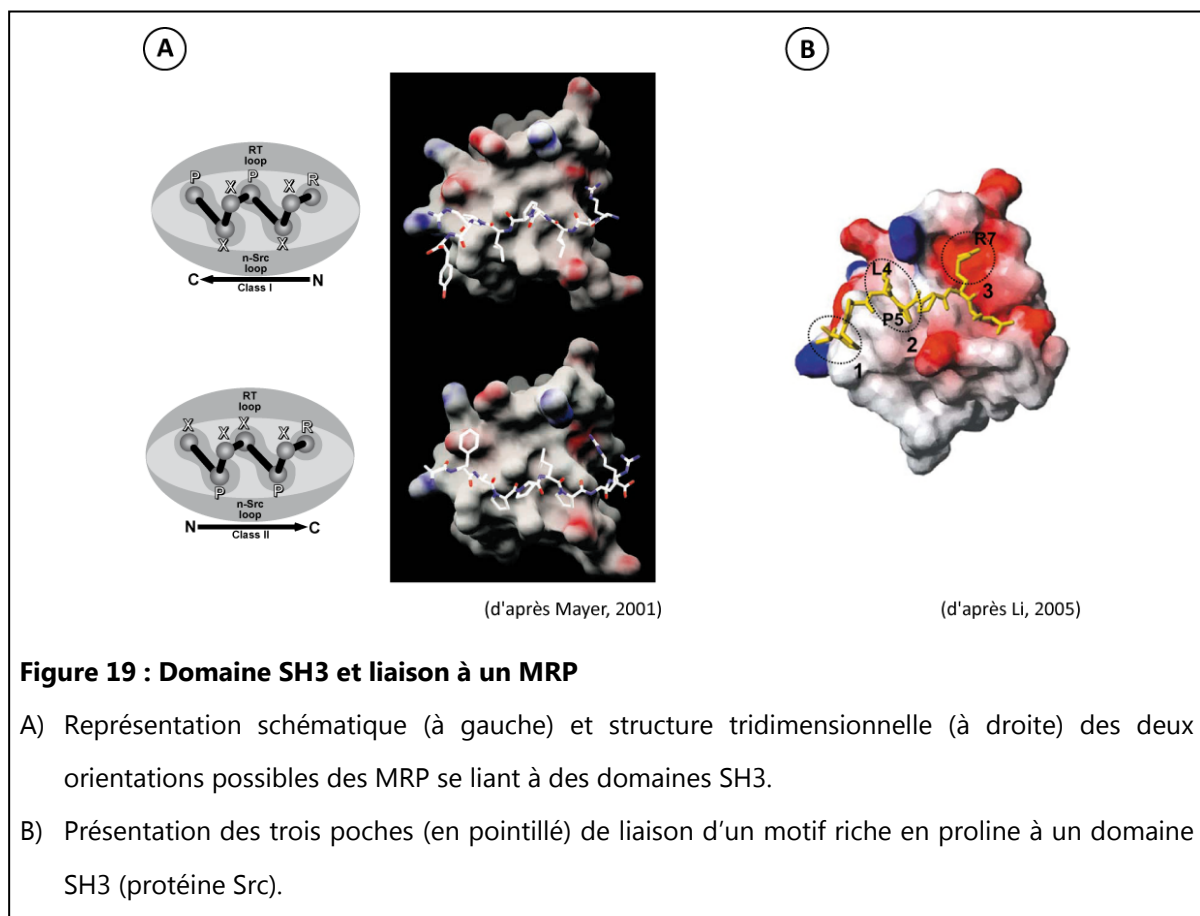 A
B
RT
loop
P X P X R
X X
n-Src
loop
C N
Class I
RT
loop
X X X X R
P P
n-Src
loop
N C
Class II
R7
L4
3
P5
2
1
(d'après Mayer, 2001)
(d'après Li, 2005)
Figure 19 : Domaine SH3 et liaison à un MRP
A) Représentation schématique (à gauche) et structure tridimensionnelle (à droite) des deux
orientations possibles des MRP se liant à des domaines SH3.
B) Présentation des trois poches (en pointillé) de liaison d’un motif riche en proline à un domaine
SH3 (protéine Src).